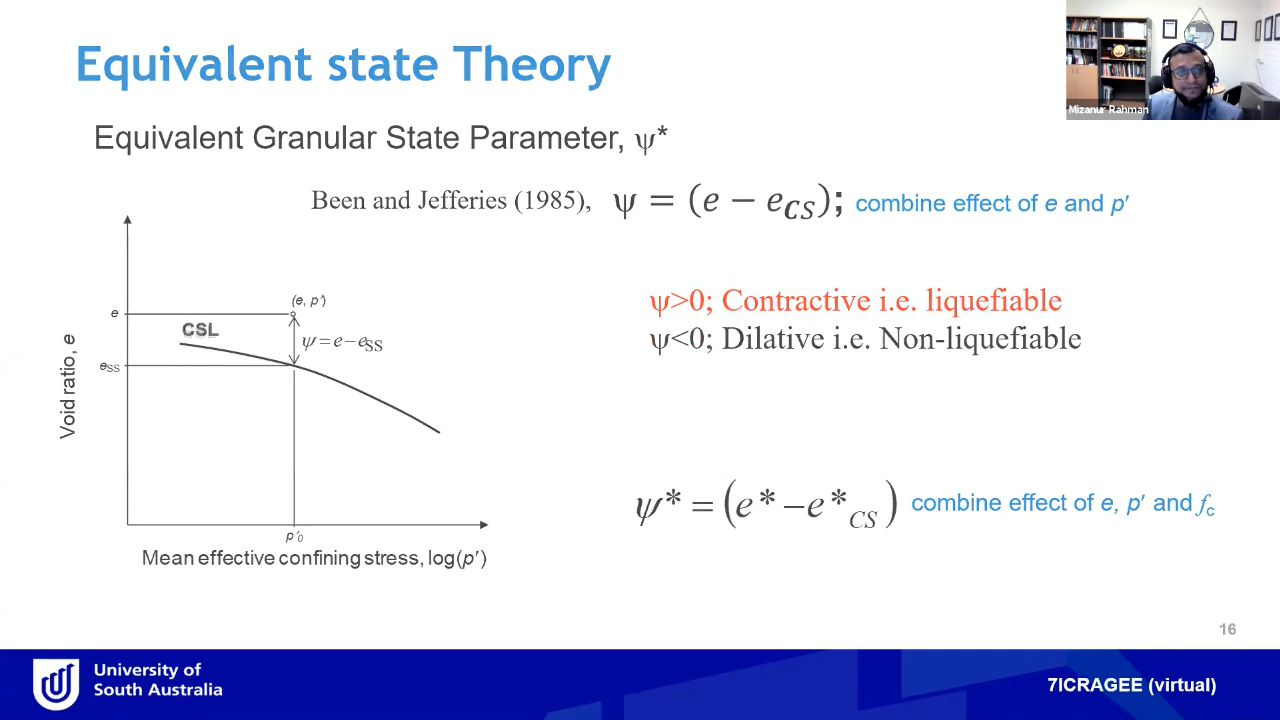 Equivalent state Theory
Mizanur Rahman
Equivalent Granular State Parameter, ψ*
Been and Jefferies (1985), ψ = (e − e_CS); combine effect of e and p′
ψ>0; Contractive i.e. liquefiable
ψ<0; Dilative i.e. Non-liquefiable
(e, p′)
e
CSL
ψ = e − e_SS
e_SS
Void ratio, e
p′_0
Mean effective confining stress, log(p′)
ψ* = (e* − e*_CS) combine effect of e, p′ and f_c
16
University of
South Australia
7ICRAGEE (virtual)